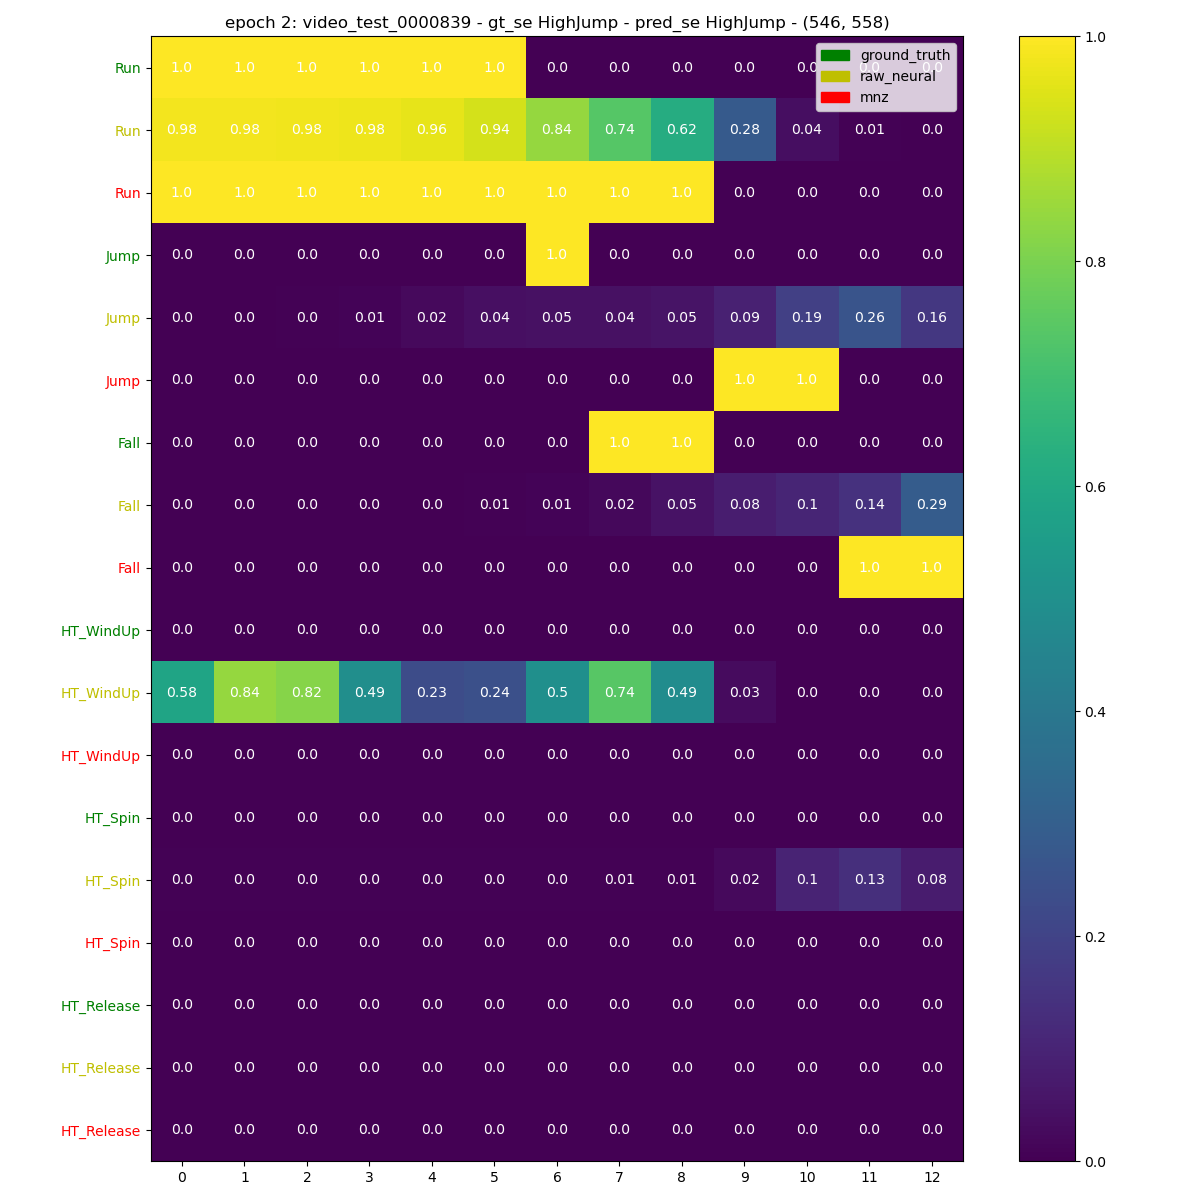 epoch 2: video_test_0000839 - gt_se HighJump - pred_se HighJump - (546, 558)
ground_truth
raw_neural
mnz
Run 1.0 1.0 1.0 1.0 1.0 1.0 0.0 0.0 0.0 0.0 0.0 0.0 0.0
Run 0.98 0.98 0.98 0.98 0.96 0.94 0.84 0.74 0.62 0.28 0.04 0.01 0.0
Run 1.0 1.0 1.0 1.0 1.0 1.0 1.0 1.0 1.0 0.0 0.0 0.0 0.0
Jump 0.0 0.0 0.0 0.0 0.0 0.0 1.0 0.0 0.0 0.0 0.0 0.0 0.0
Jump 0.0 0.0 0.0 0.01 0.02 0.04 0.05 0.04 0.05 0.09 0.19 0.26 0.16
Jump 0.0 0.0 0.0 0.0 0.0 0.0 0.0 0.0 0.0 1.0 1.0 0.0 0.0
Fall 0.0 0.0 0.0 0.0 0.0 0.0 0.0 1.0 1.0 0.0 0.0 0.0 0.0
Fall 0.0 0.0 0.0 0.0 0.0 0.01 0.01 0.02 0.05 0.08 0.1 0.14 0.29
Fall 0.0 0.0 0.0 0.0 0.0 0.0 0.0 0.0 0.0 0.0 0.0 1.0 1.0
HT_WindUp 0.0 0.0 0.0 0.0 0.0 0.0 0.0 0.0 0.0 0.0 0.0 0.0 0.0
HT_WindUp 0.58 0.84 0.82 0.49 0.23 0.24 0.5 0.74 0.49 0.03 0.0 0.0 0.0
HT_WindUp 0.0 0.0 0.0 0.0 0.0 0.0 0.0 0.0 0.0 0.0 0.0 0.0 0.0
HT_Spin 0.0 0.0 0.0 0.0 0.0 0.0 0.0 0.0 0.0 0.0 0.0 0.0 0.0
HT_Spin 0.0 0.0 0.0 0.0 0.0 0.0 0.0 0.01 0.01 0.02 0.1 0.13 0.08
HT_Spin 0.0 0.0 0.0 0.0 0.0 0.0 0.0 0.0 0.0 0.0 0.0 0.0 0.0
HT_Release 0.0 0.0 0.0 0.0 0.0 0.0 0.0 0.0 0.0 0.0 0.0 0.0 0.0
HT_Release 0.0 0.0 0.0 0.0 0.0 0.0 0.0 0.0 0.0 0.0 0.0 0.0 0.0
HT_Release 0.0 0.0 0.0 0.0 0.0 0.0 0.0 0.0 0.0 0.0 0.0 0.0 0.0
0 1 2 3 4 5 6 7 8 9 10 11 12
1.0
0.8
0.6
0.4
0.2
0.0